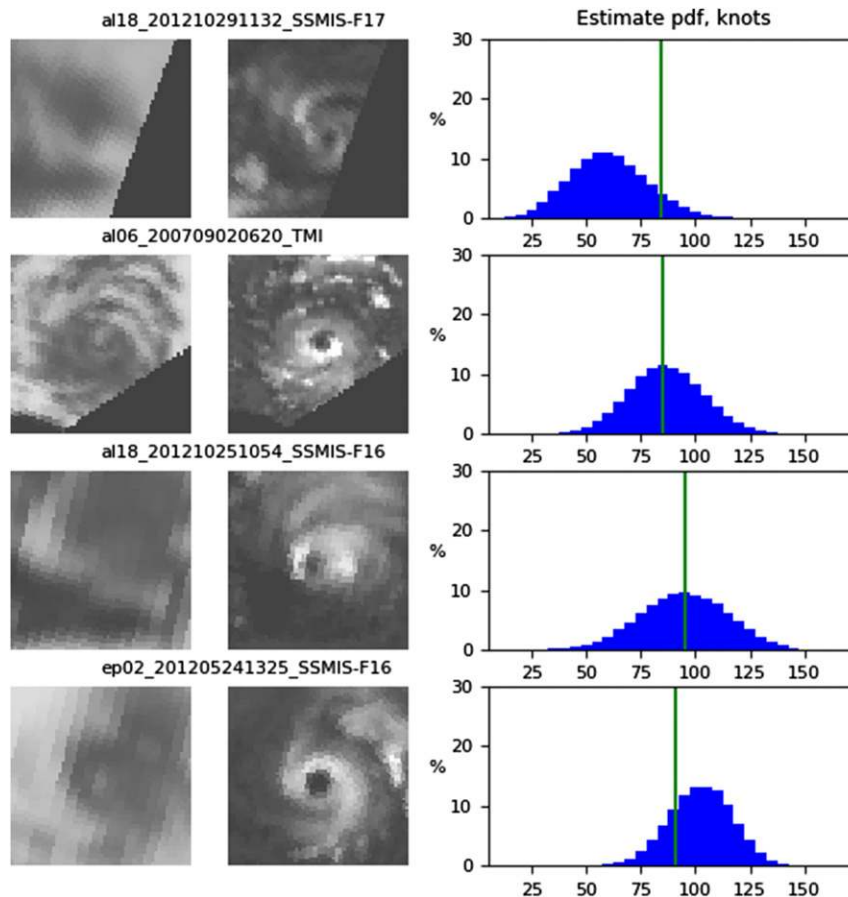 al18_201210291132_SSMIS-F17
Estimate pdf, knots
30
20
%
10
0
25 50 75 100 125 150
al06_200709020620_TMI
30
20
%
10
0
25 50 75 100 125 150
al18_201210251054_SSMIS-F16
30
20
%
10
0
25 50 75 100 125 150
ep02_201205241325_SSMIS-F16
30
20
%
10
0
25 50 75 100 125 150